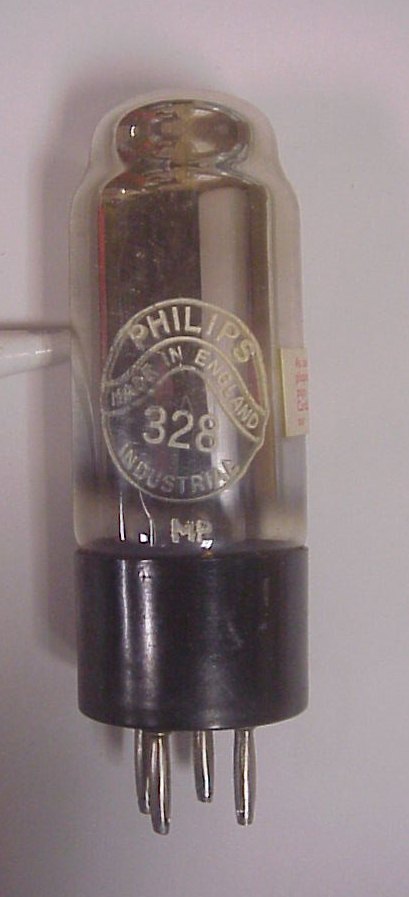 PHILIPS
MADE IN ENGLAND
328
INDUSTRIAL
MP